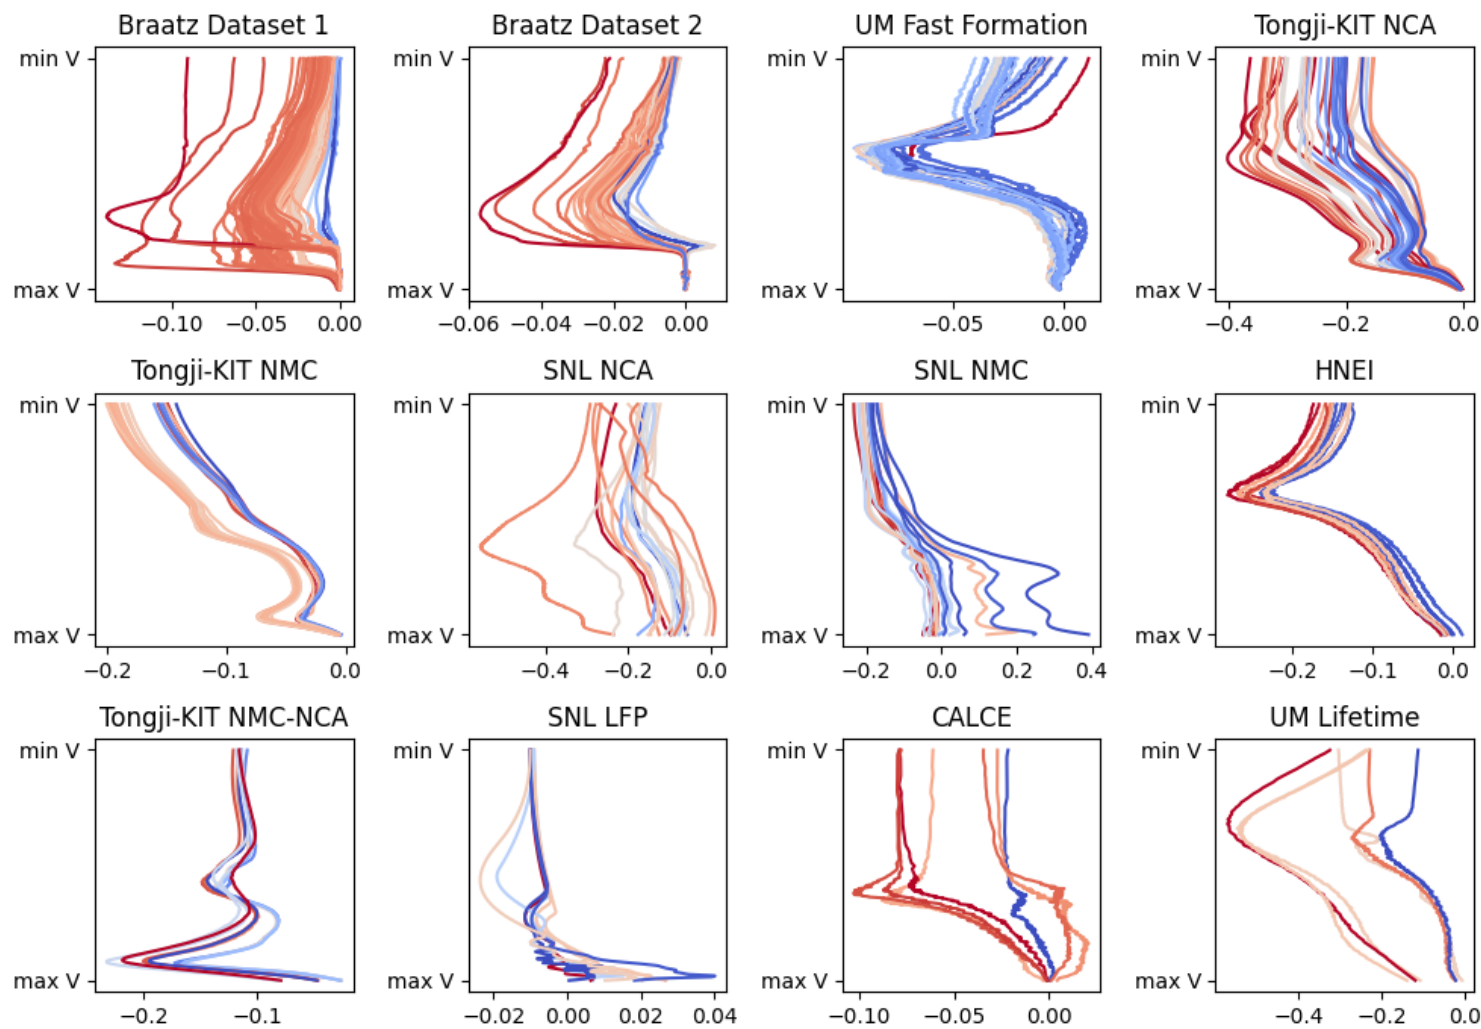 Braatz Dataset 1 Braatz Dataset 2 UM Fast Formation Tongji-KIT NCA
min V min V min V min V
max V max V max V max V
−0.10 −0.05 0.00 −0.06 −0.04 −0.02 0.00 −0.05 0.00 −0.4 −0.2 0.0
Tongji-KIT NMC SNL NCA SNL NMC HNEI
min V min V min V min V
max V max V max V max V
−0.2 −0.1 0.0 −0.4 −0.2 0.0 −0.2 0.0 0.2 0.4 −0.2 −0.1 0.0
Tongji-KIT NMC-NCA SNL LFP CALCE UM Lifetime
min V min V min V min V
max V max V max V max V
−0.2 −0.1 −0.02 0.00 0.02 0.04 −0.10 −0.05 0.00 −0.4 −0.2 0.0